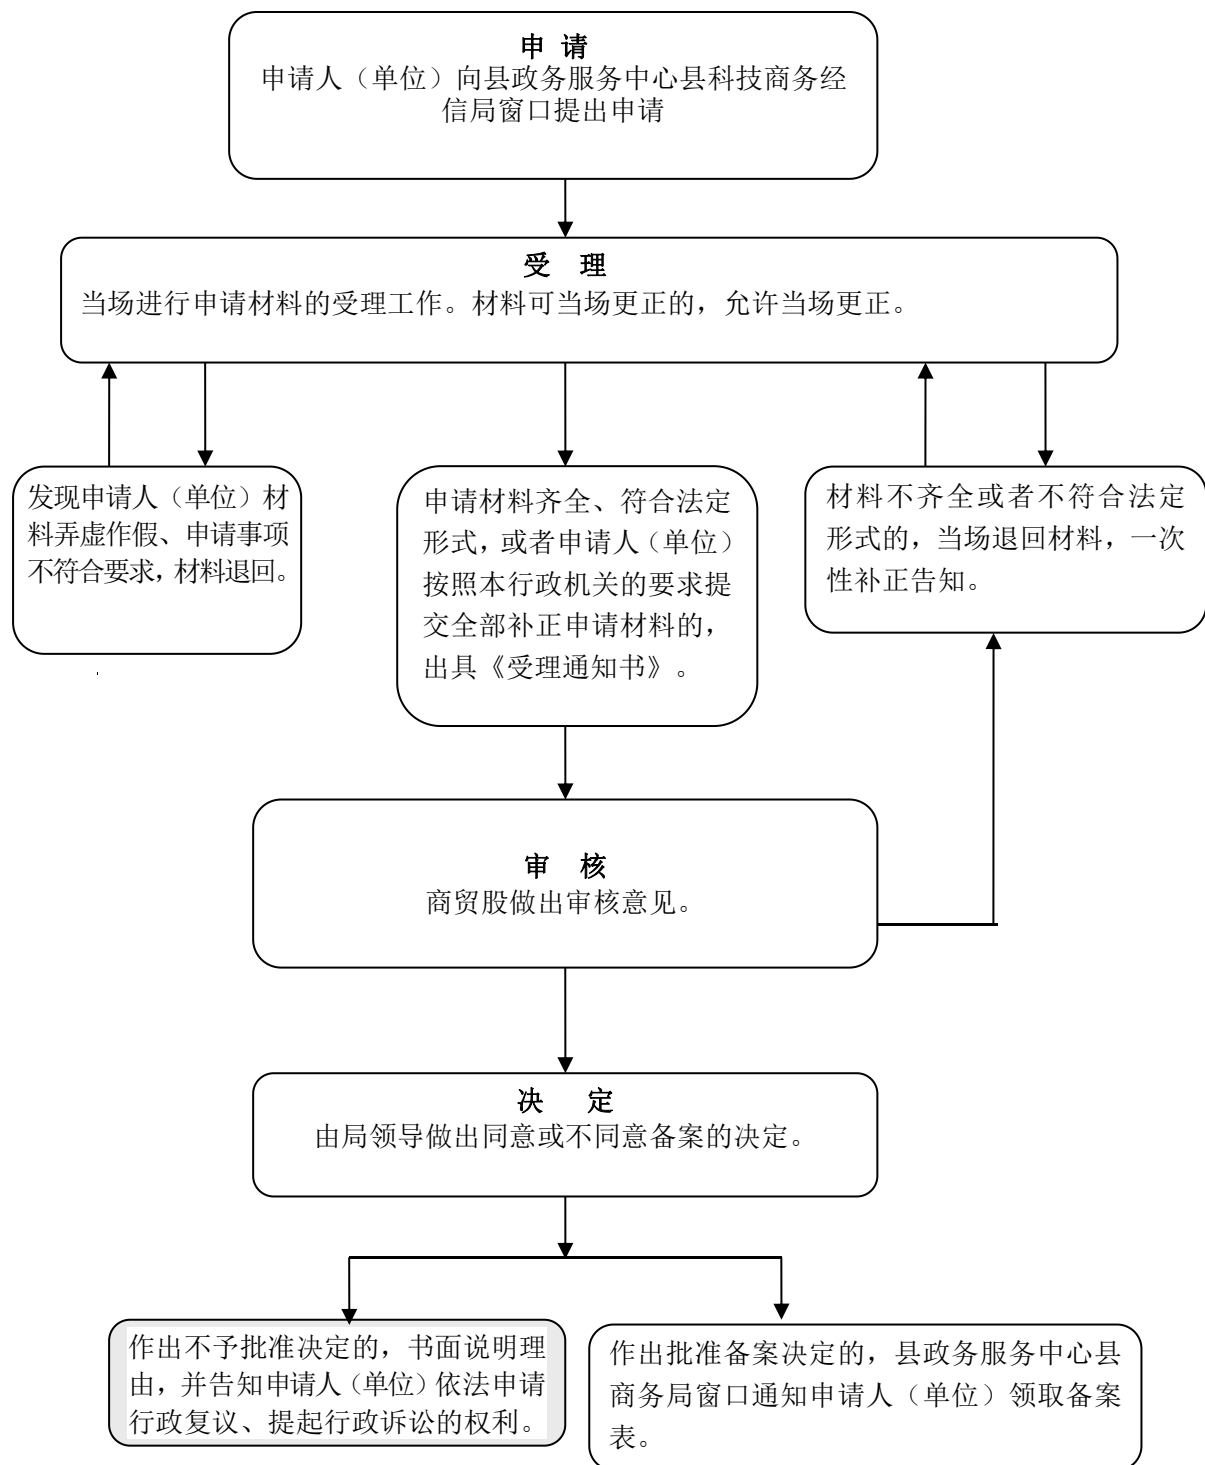 申 请
申请人（单位）向县政务服务中心县科技商务经
信局窗口提出申请
受 理
当场进行申请材料的受理工作。材料可当场更正的，允许当场更正。
发现申请人（单位）材
料弄虚作假、申请事项
不符合要求，材料退回。
申请材料齐全、符合法定
形式，或者申请人（单位）
按照本行政机关的要求提
交全部补正申请材料的，
出具《受理通知书》。
材料不齐全或者不符合法定
形式的，当场退回材料，一次
性补正告知。
审 核
商贸股做出审核意见。
决 定
由局领导做出同意或不同意备案的决定。
作出不予批准决定的，书面说明理
由，并告知申请人（单位）依法申请
行政复议、提起行政诉讼的权利。
作出批准备案决定的，县政务服务中心县
商务局窗口通知申请人（单位）领取备案
表。